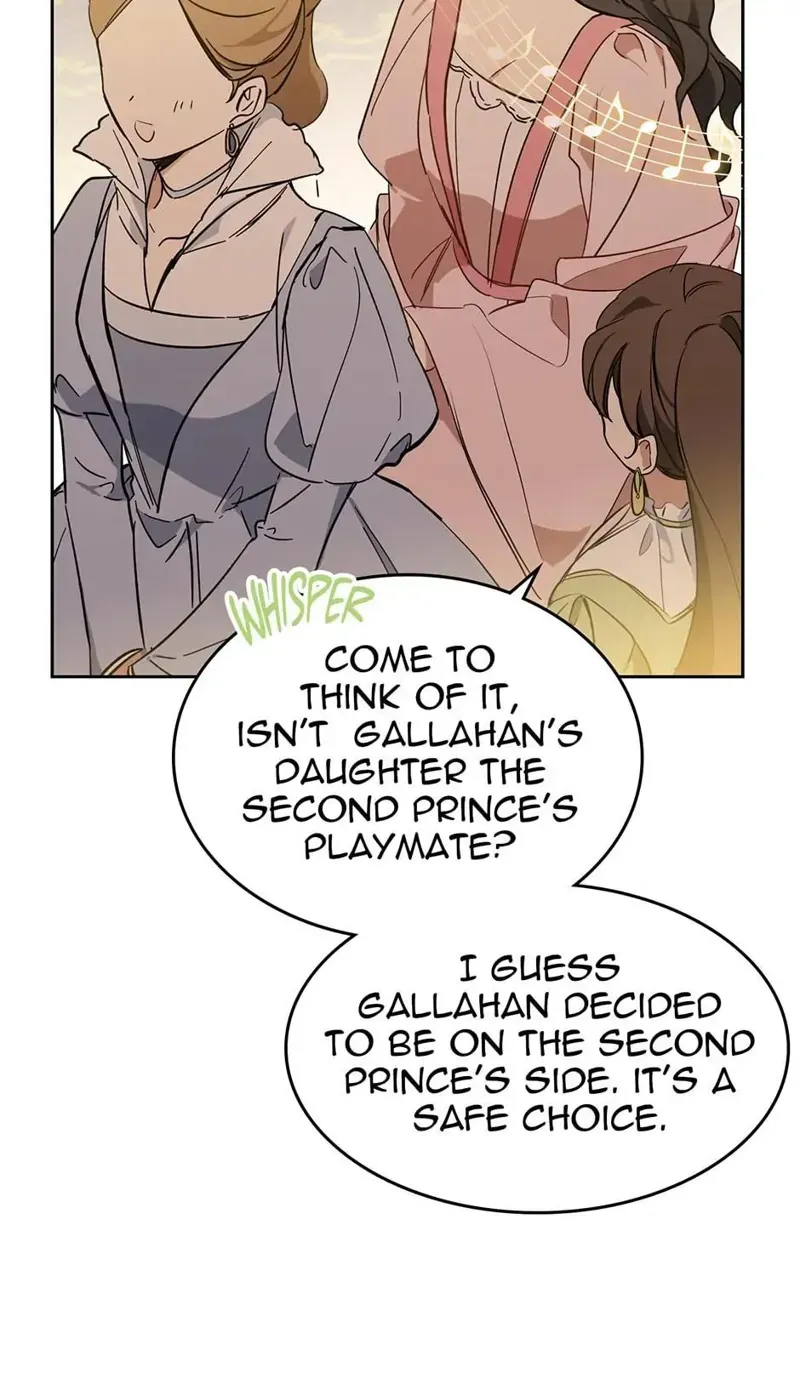 WHISPER
COME TO
THINK OF IT,
ISN'T GALLAHAN'S
DAUGHTER THE
SECOND PRINCE'S
PLAYMATE?
I GUESS
GALLAHAN DECIDED
TO BE ON THE SECOND
PRINCE'S SIDE. IT'S A
SAFE CHOICE.